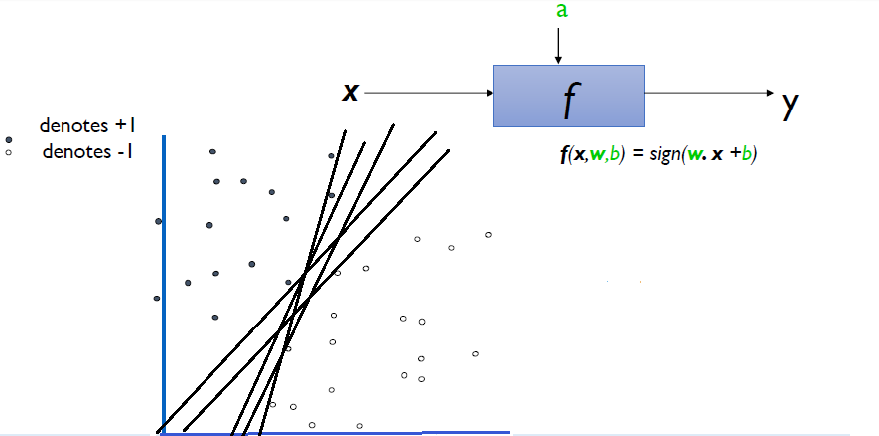 a
x
f
y
denotes +1
denotes -1
f(x,w,b) = sign(w. x +b)